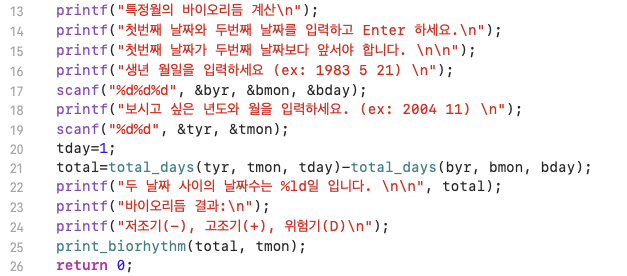 13 printf("특정월의 바이오리듬 계산\n");
14 printf("첫번째 날짜와 두번째 날짜를 입력하고 Enter 하세요.\n");
15 printf("첫번째 날짜가 두번째 날짜보다 앞서야 합니다. \n\n");
16 printf("생년 월일을 입력하세요 (ex: 1983 5 21) \n");
17 scanf("%d%d%d", &byr, &bmon, &bday);
18 printf("보시고 싶은 년도와 월을 입력하세요. (ex: 2004 11) \n");
19 scanf("%d%d", &tyr, &tmon);
20 tday=1;
21 total=total_days(tyr, tmon, tday)-total_days(byr, bmon, bday);
22 printf("두 날짜 사이의 날짜수는 %ld일 입니다. \n\n", total);
23 printf("바이오리듬 결과:\n");
24 printf("저조기(-), 고조기(+), 위험기(D)\n");
25 print_biorhythm(total, tmon);
26 return 0;